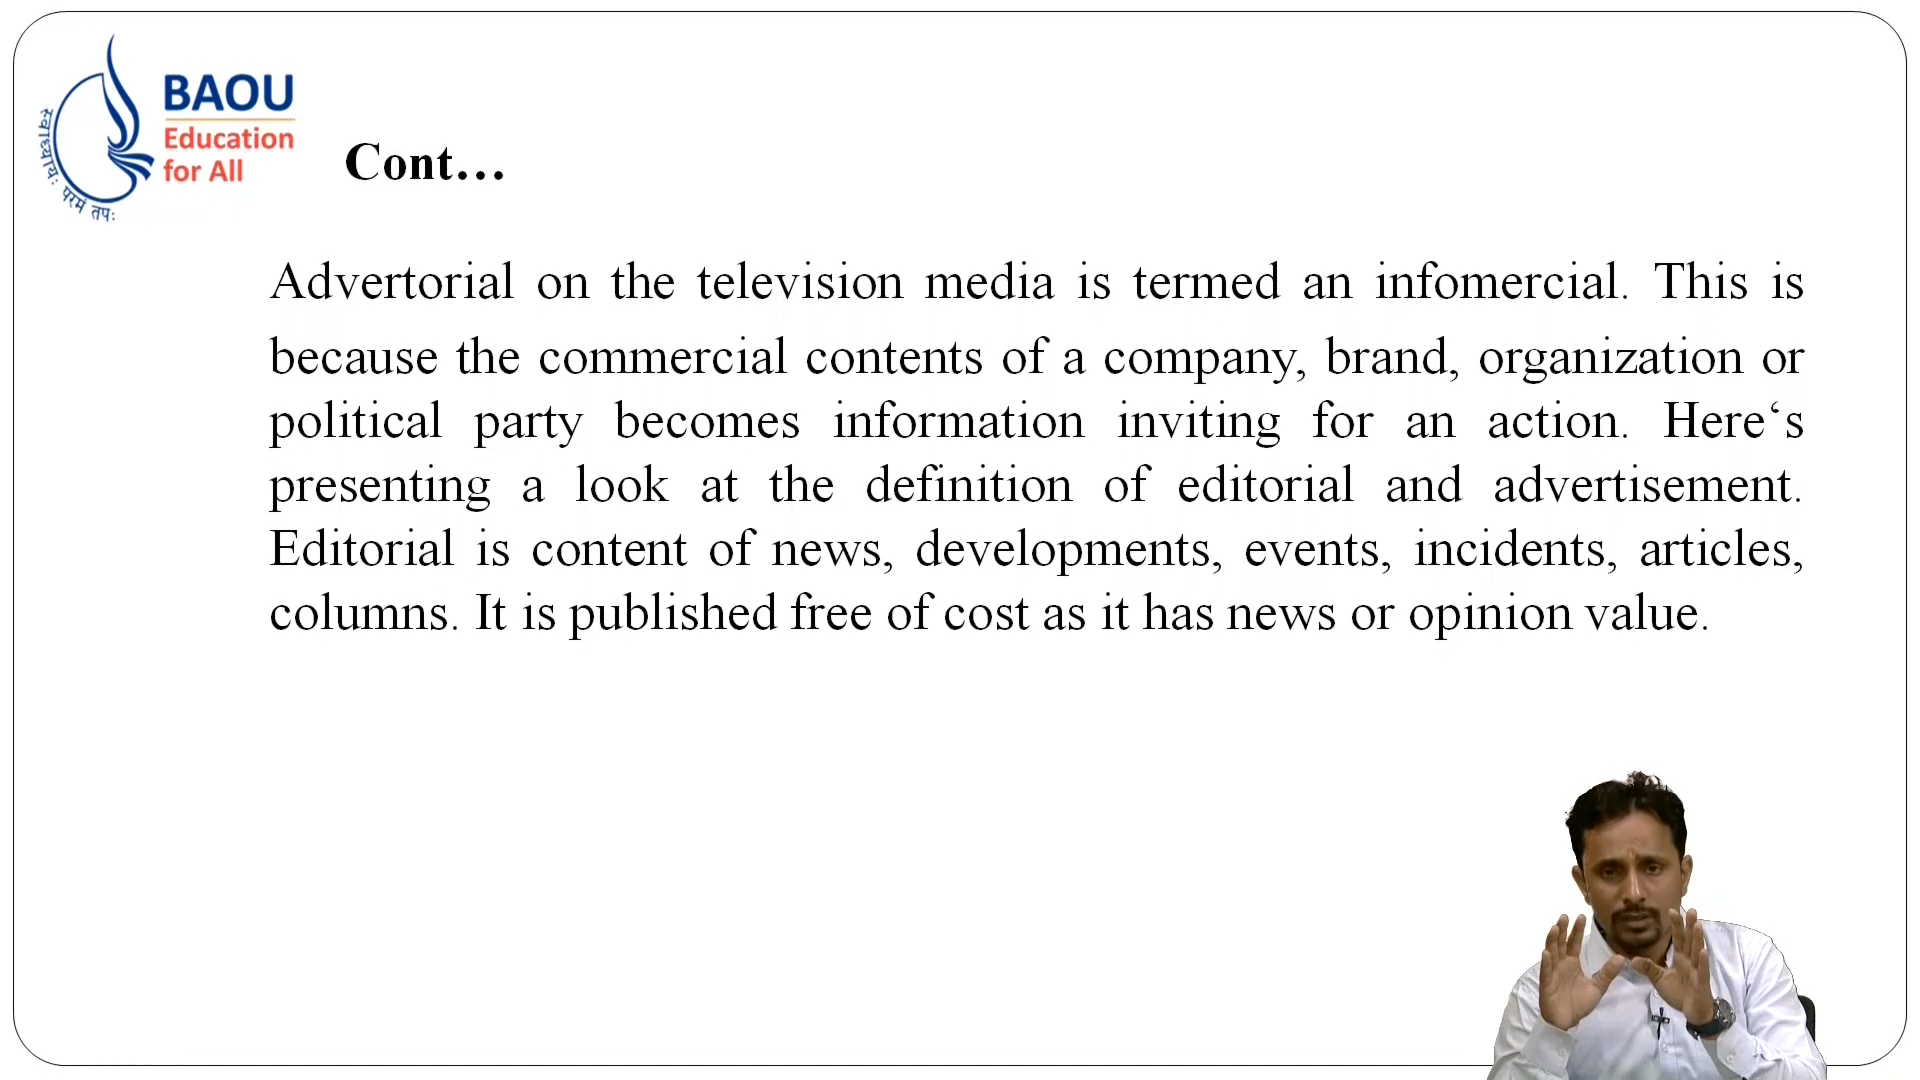 BAOU
Education
for All
स्वाध्यायः परमं तपः
Cont…
Advertorial on the television media is termed an infomercial. This is
because the commercial contents of a company, brand, organization or
political party becomes information inviting for an action. Here‘s
presenting a look at the definition of editorial and advertisement.
Editorial is content of news, developments, events, incidents, articles,
columns. It is published free of cost as it has news or opinion value.